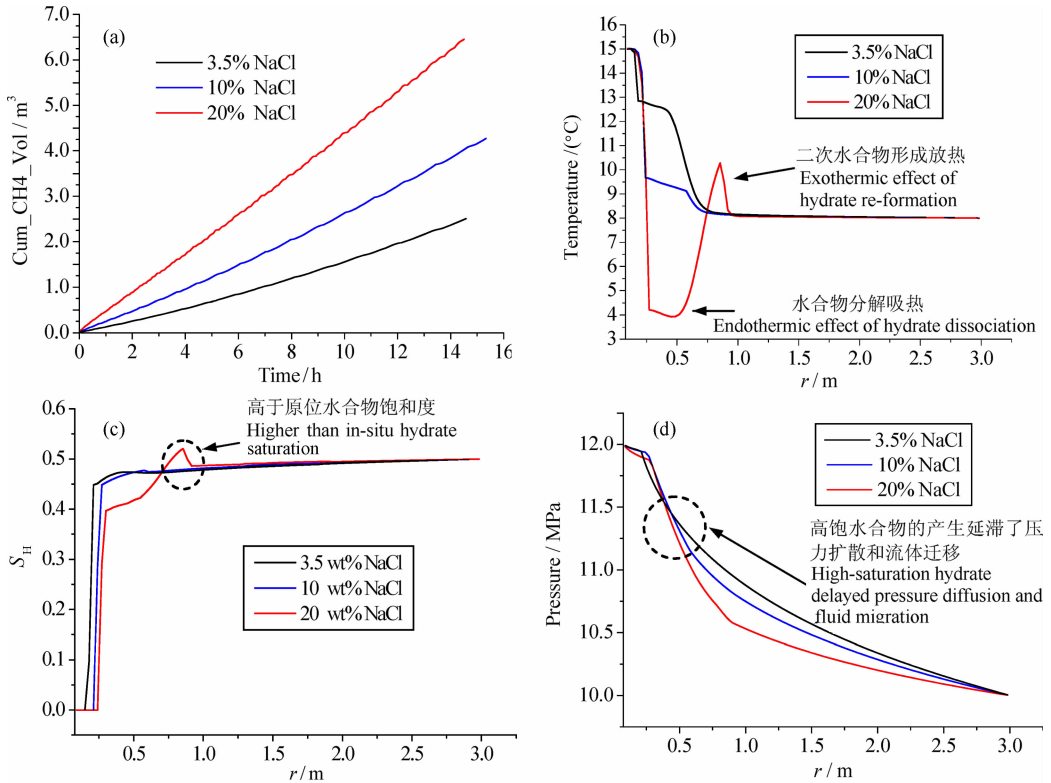 (a)
Cum_CH4_Vol / m³
7.0
6.0
5.0
4.0
3.0
2.0
1.0
0.0
3.5% NaCl
10% NaCl
20% NaCl
0 2 4 6 8 10 12 14 16
Time / h
(b)
Temperature /(°C)
16
15
14
13
12
11
10
9
8
7
6
5
4
3
3.5% NaCl
10% NaCl
20% NaCl
二次水合物形成放热
Exothermic effect of
hydrate re-formation
水合物分解吸热
Endothermic effect of hydrate dissociation
0.5 1.0 1.5 2.0 2.5 3.0
r / m
(c)
S_H
0.6
0.5
0.4
0.3
0.2
0.1
0.0
高于原位水合物饱和度
Higher than in-situ hydrate
saturation
3.5 wt% NaCl
10 wt% NaCl
20 wt% NaCl
0.5 1.0 1.5 2.0 2.5 3.0
r / m
(d)
Pressure / MPa
12.0
11.5
11.0
10.5
10.0
3.5% NaCl
10% NaCl
20% NaCl
高饱水合物的产生延滞了压
力扩散和流体迁移
High-saturation hydrate
delayed pressure diffusion and
fluid migration
0.5 1.0 1.5 2.0 2.5 3.0
r / m